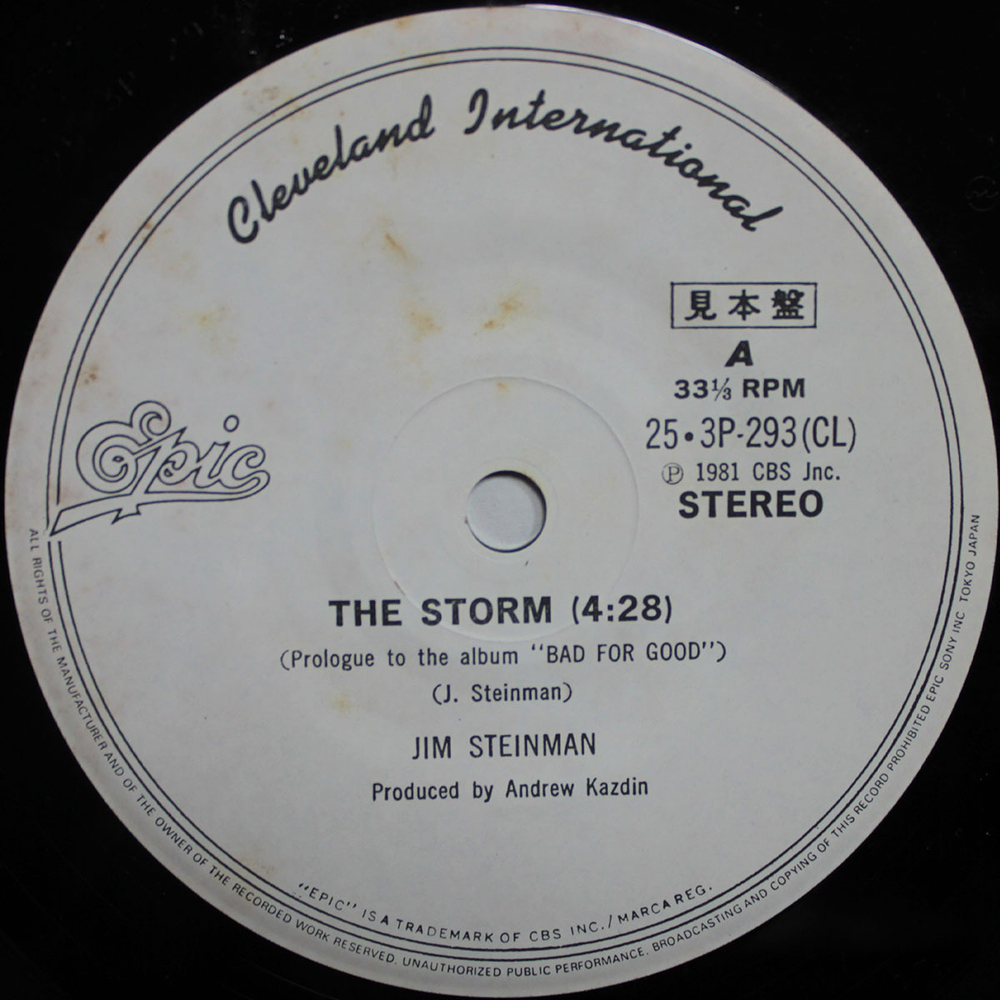 Cleveland International
見本盤
A
33⅓ RPM
25•3P-293(CL)
Ⓟ 1981 CBS Jnc.
STEREO
Epic
THE STORM (4:28)
(Prologue to the album "BAD FOR GOOD")
(J. Steinman)
JIM STEINMAN
Produced by Andrew Kazdin
"EPIC" IS A TRADEMARK OF CBS INC./MARCA REG.
ALL RIGHTS OF THE MANUFACTURER AND OF THE OWNER OF THE RECORDED WORK RESERVED. UNAUTHORIZED PUBLIC PERFORMANCE, BROADCASTING AND COPYING OF THIS RECORD PROHIBITED EPIC SONY INC TOKYO JAPAN